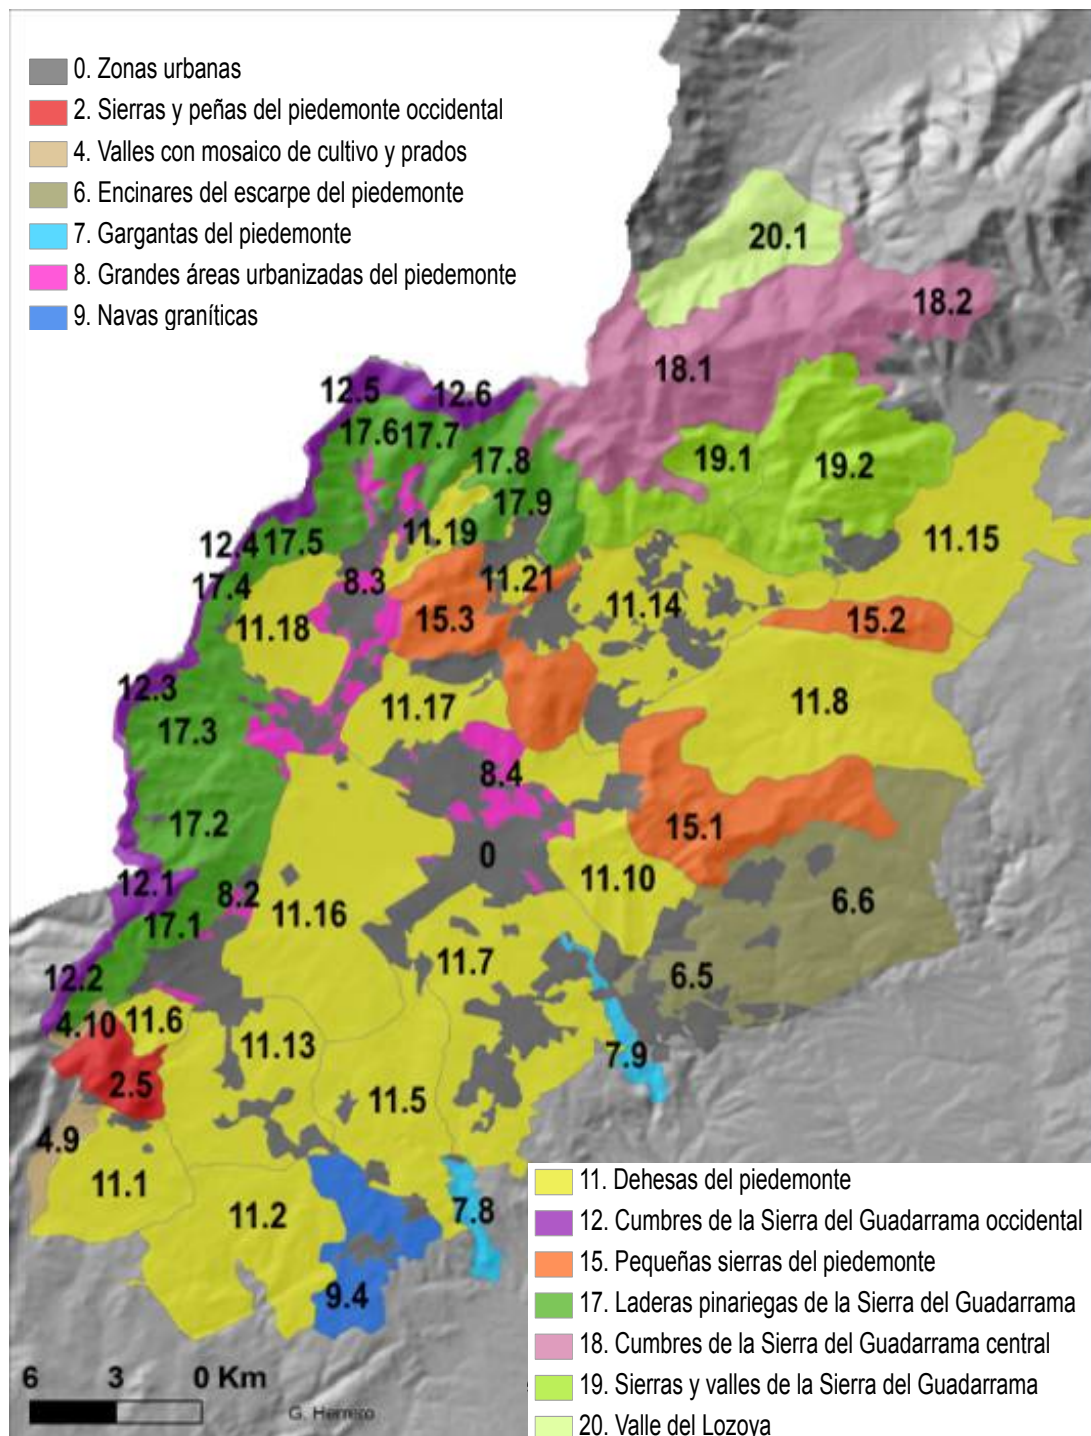 0. Zonas urbanas
2. Sierras y peñas del piedemonte occidental
4. Valles con mosaico de cultivo y prados
6. Encinares del escarpe del piedemonte
7. Gargantas del piedemonte
8. Grandes áreas urbanizadas del piedemonte
9. Navas graníticas
20.1
18.2
18.1
12.5
12.6
17.6 17.7
17.8
19.1
19.2
17.9
11.19
12.4 17.5
11.15
8.3
11.21
17.4
11.14
15.3
15.2
11.18
12.3
11.8
11.17
17.3
8.4
17.2
15.1
0
12.1
8.2
11.10
11.16
6.6
17.1
11.7
12.2
6.5
4.10 11.6
11.13
7.9
2.5
11.5
4.9
11.1
11.2
7.8
9.4
11. Dehesas del piedemonte
12. Cumbres de la Sierra del Guadarrama occidental
15. Pequeñas sierras del piedemonte
17. Laderas pinariegas de la Sierra del Guadarrama
18. Cumbres de la Sierra del Guadarrama central
19. Sierras y valles de la Sierra del Guadarrama
20. Valle del Lozoya
6 3 0 Km
G. Herrero